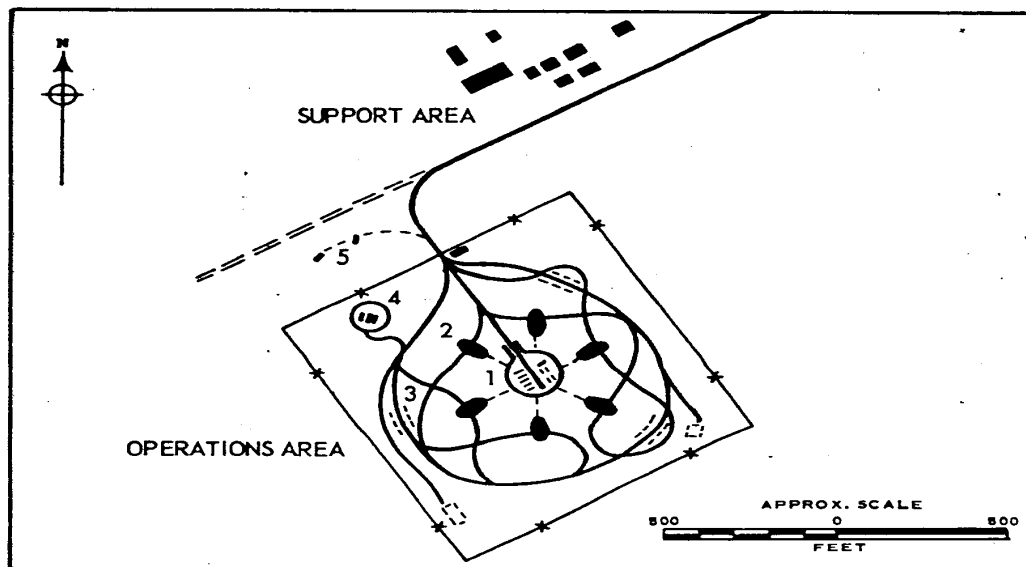 N
SUPPORT AREA
5
4
2
1
3
OPERATIONS AREA
APPROX. SCALE
500 0 500
FEET